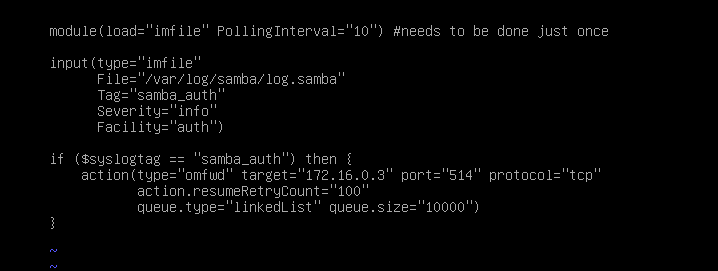 module(load="imfile" PollingInterval="10") #needs to be done just once
input(type="imfile"
File="/var/log/samba/log.samba"
Tag="samba_auth"
Severity="info"
Facility="auth")
if ($syslogtag == "samba_auth") then {
action(type="omfwd" target="172.16.0.3" port="514" protocol="tcp"
action.resumeRetryCount="100"
queue.type="linkedList" queue.size="10000")
}
~
~